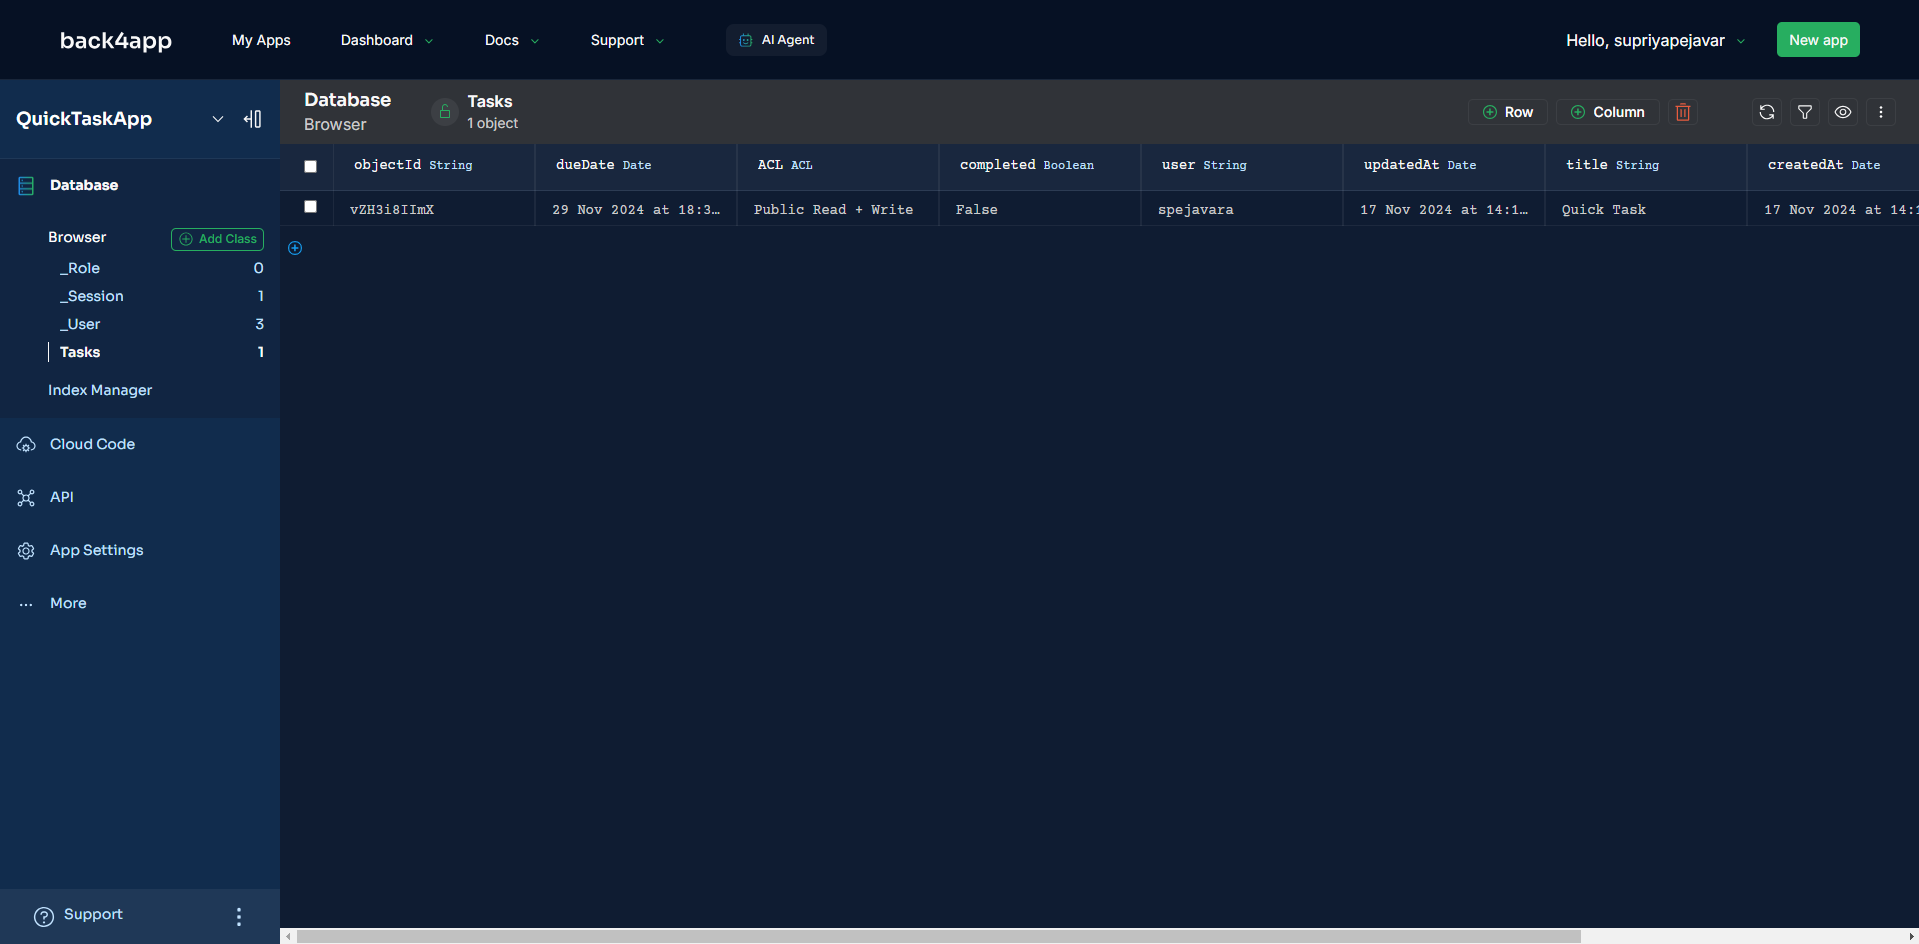 back4app My Apps Dashboard Docs Support AI Agent Hello, supriyapejavar New app
QuickTaskApp
Database
Browser Add Class
_Role 0
_Session 1
_User 3
Tasks 1
Index Manager
Cloud Code
API
App Settings
... More
Support
Database
Browser
Tasks
1 object
Row Column
objectId String dueDate Date ACL ACL completed Boolean user String updatedAt Date title String createdAt Date
vZH3i8IImX 29 Nov 2024 at 18:3... Public Read + Write False spejavara 17 Nov 2024 at 14:1... Quick Task 17 Nov 2024 at 14:1